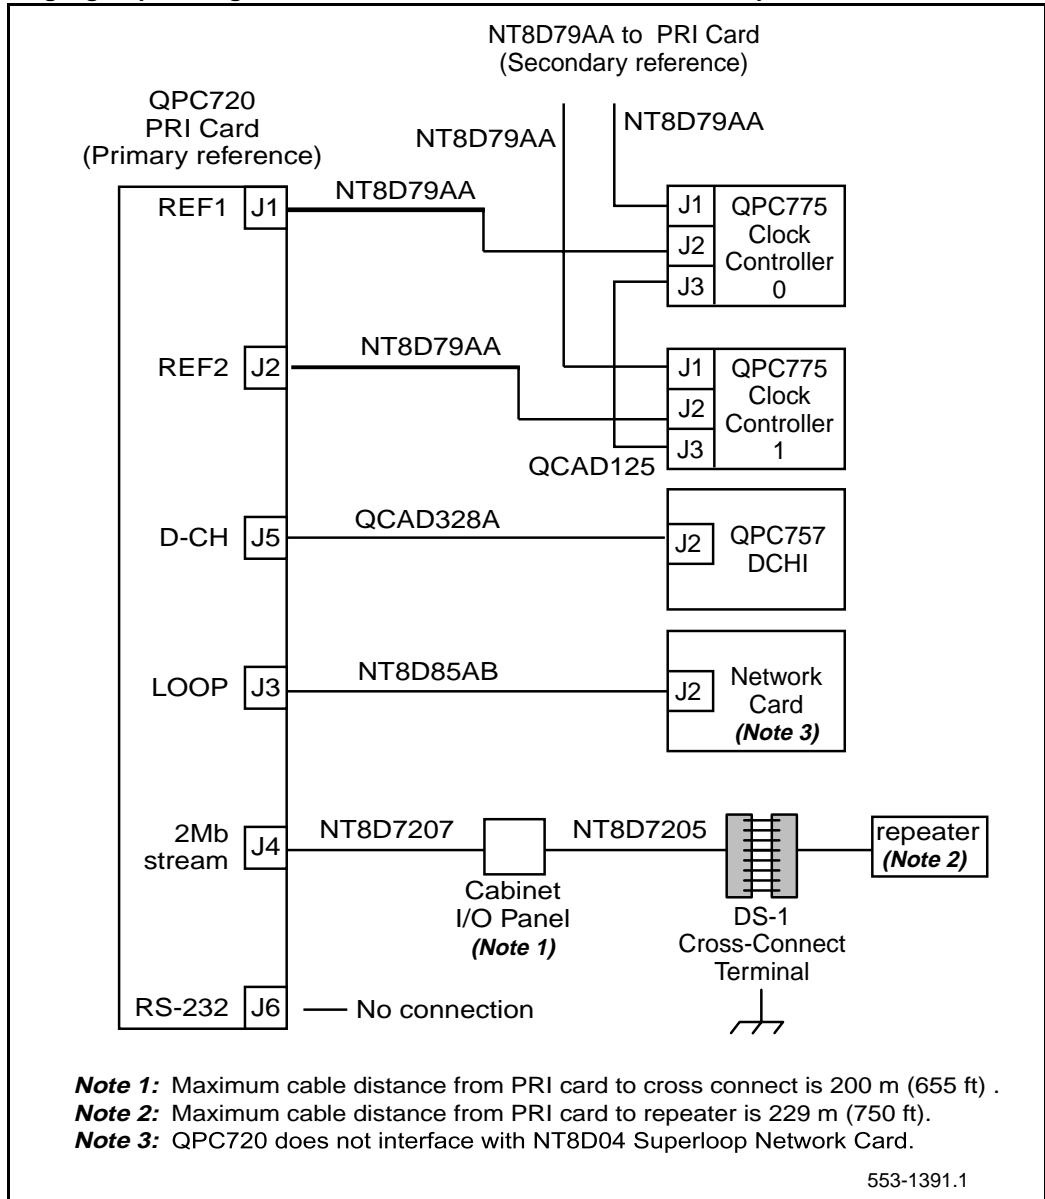 NT8D79AA to PRI Card
(Secondary reference)
QPC720
PRI Card
(Primary reference)
NT8D79AA
NT8D79AA
NT8D79AA
REF1
J1
J1
J2
J3
QPC775
Clock
Controller
0
NT8D79AA
REF2
J2
J1
J2
J3
QPC775
Clock
Controller
1
QCAD125
D-CH
J5
QCAD328A
J2
QPC757
DCHI
LOOP
J3
NT8D85AB
J2
Network
Card
(Note 3)
2Mb
stream
J4
NT8D7207
Cabinet
I/O Panel
(Note 1)
NT8D7205
DS-1
Cross-Connect
Terminal
repeater
(Note 2)
RS-232
J6
No connection
Note 1: Maximum cable distance from PRI card to cross connect is 200 m (655 ft) .
Note 2: Maximum cable distance from PRI card to repeater is 229 m (750 ft).
Note 3: QPC720 does not interface with NT8D04 Superloop Network Card.
553-1391.1